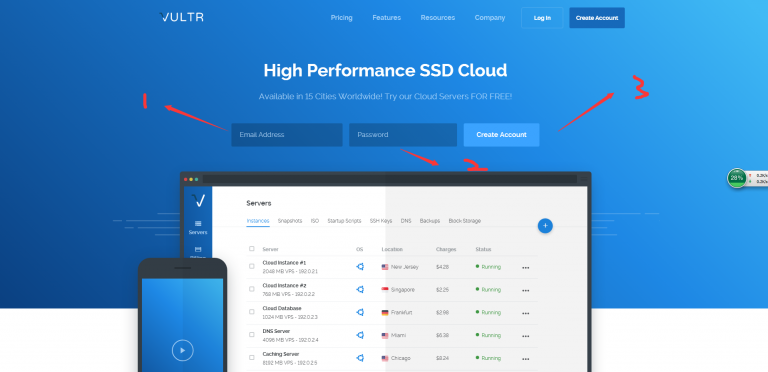 VULTR Pricing Features Resources Company Log In Create Account
High Performance SSD Cloud
Available in 15 Cities Worldwide! Try our Cloud Servers FOR FREE!
1 3
Email Address Password Create Account
2
Servers
Instances Snapshots ISO Startup Scripts SSH Keys DNS Backups Block Storage
Servers
+
Server OS Location Charges Status
Cloud Instance #1
2048 MB VPS - 192.0.2.1 New Jersey $4.28 Running
Cloud Instance #2
768 MB VPS - 192.0.2.2 Singapore $2.25 Running
Cloud Database
1024 MB VPS - 192.0.2.3 Frankfurt $2.98 Running
DNS Server
4096 MB VPS - 192.0.2.4 Miami $6.38 Running
Caching Server
8192 MB VPS - 192.0.2.5 Chicago $5.24 Running
28%